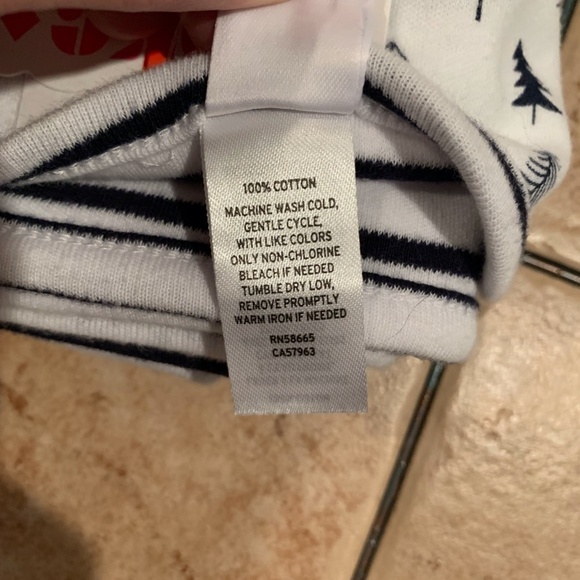 100% COTTON
MACHINE WASH COLD,
GENTLE CYCLE,
WITH LIKE COLORS
ONLY NON-CHLORINE
BLEACH IF NEEDED
TUMBLE DRY LOW,
REMOVE PROMPTLY
WARM IRON IF NEEDED
RN58665
CA57963